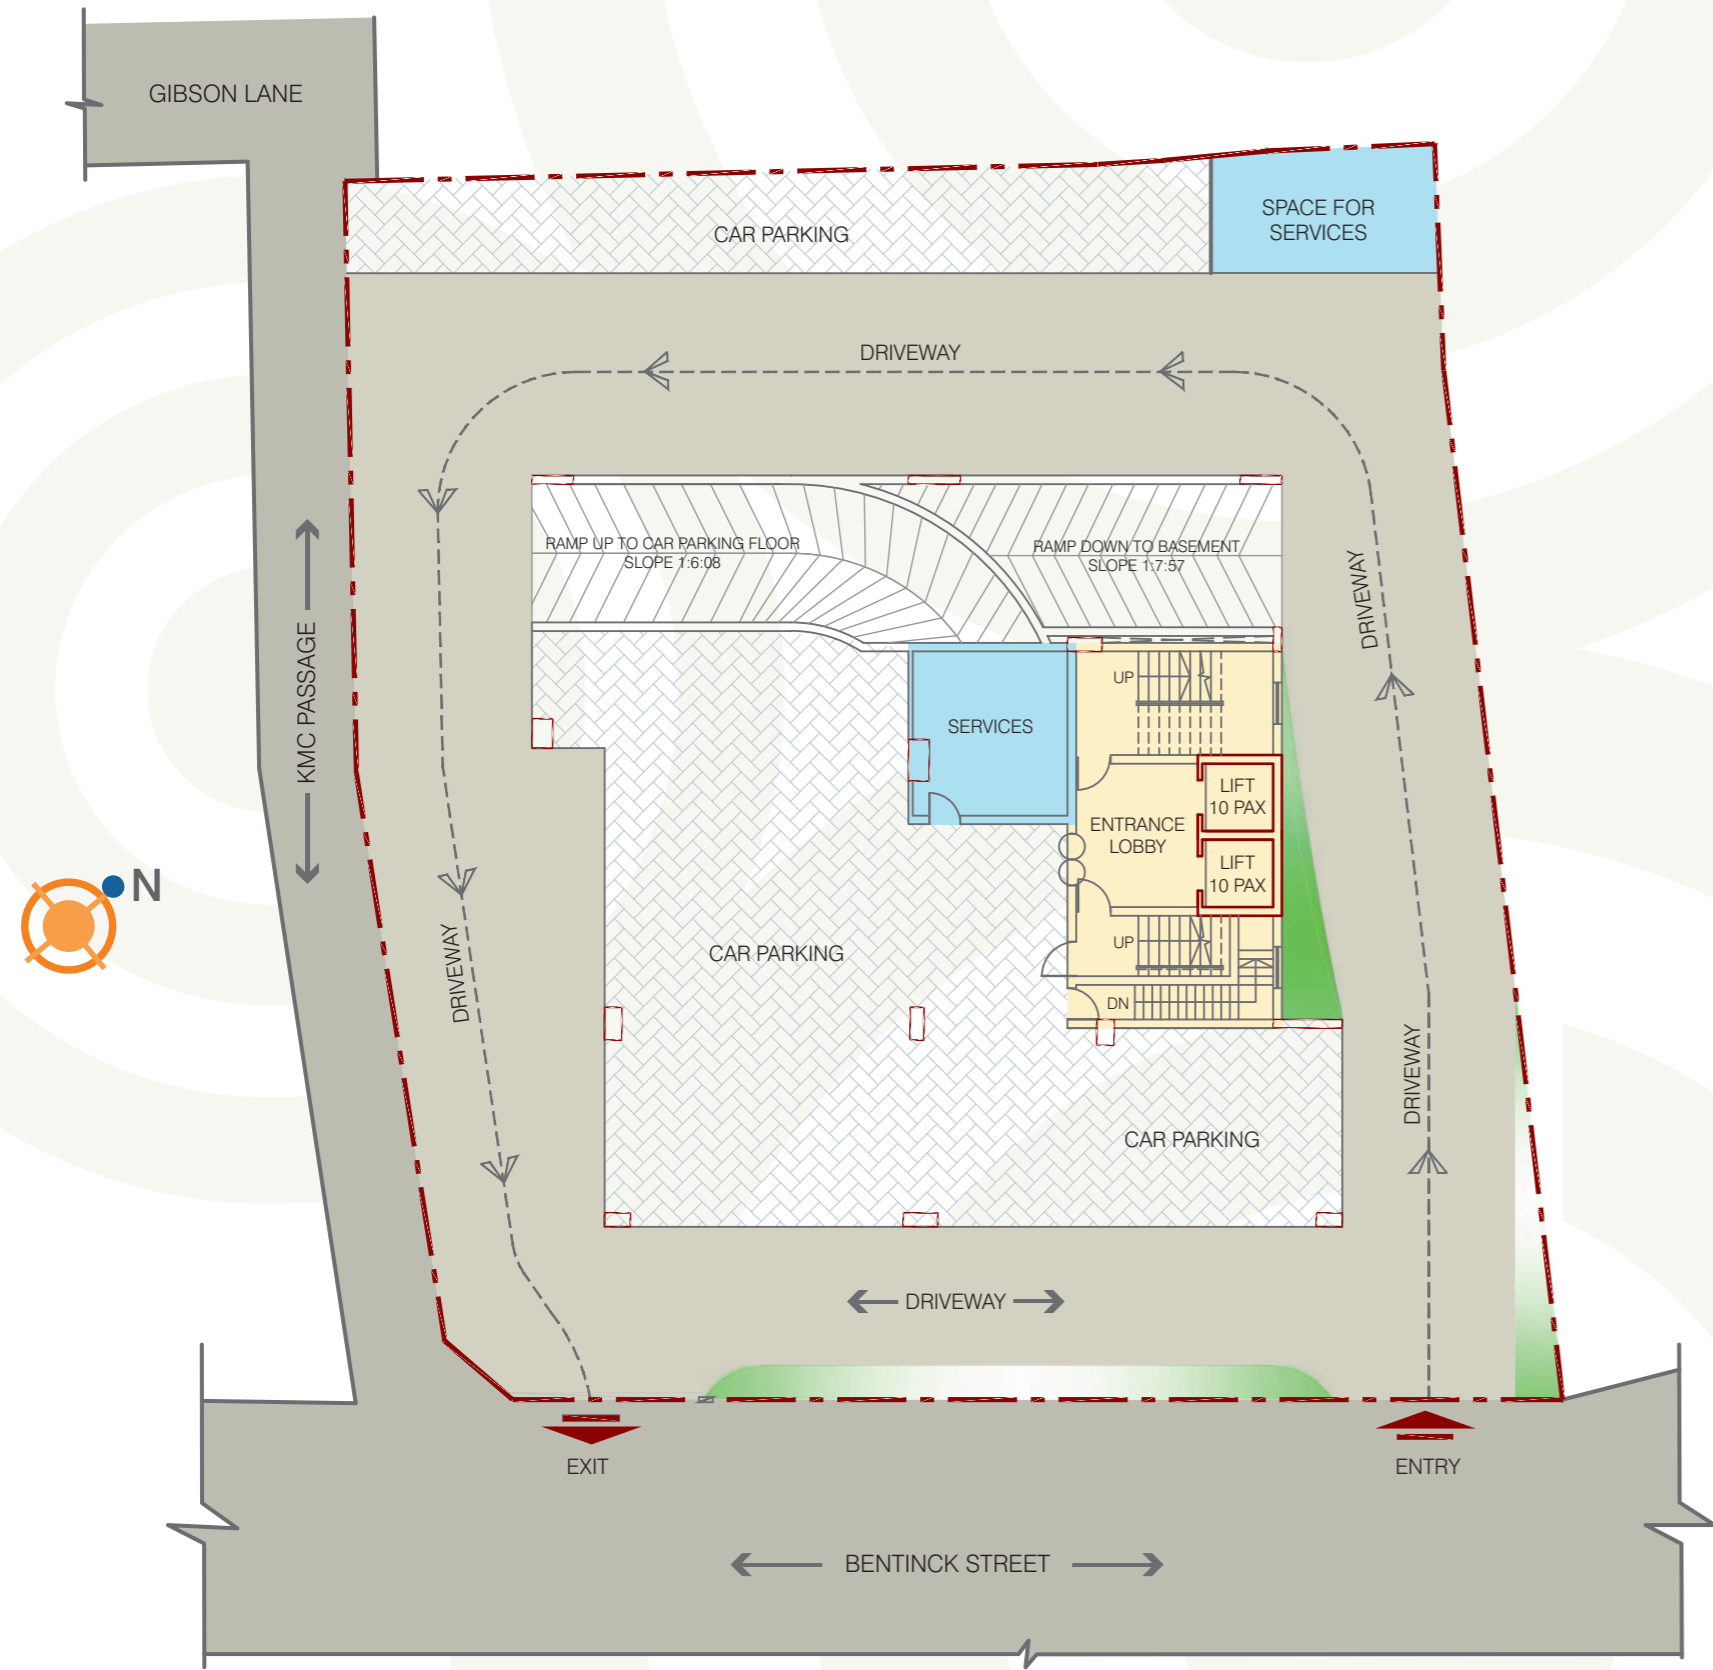 GIBSON LANE
SPACE FOR
SERVICES
CAR PARKING
DRIVEWAY
RAMP UP TO CAR PARKING FLOOR
SLOPE 1:6:08
RAMP DOWN TO BASEMENT
SLOPE 1:7:57
DRIVEWAY
KMC PASSAGE
UP
SERVICES
LIFT
10 PAX
ENTRANCE
LOBBY
LIFT
10 PAX
N
UP
CAR PARKING
DRIVEWAY
DN
DRIVEWAY
CAR PARKING
DRIVEWAY
EXIT
ENTRY
BENTINCK STREET